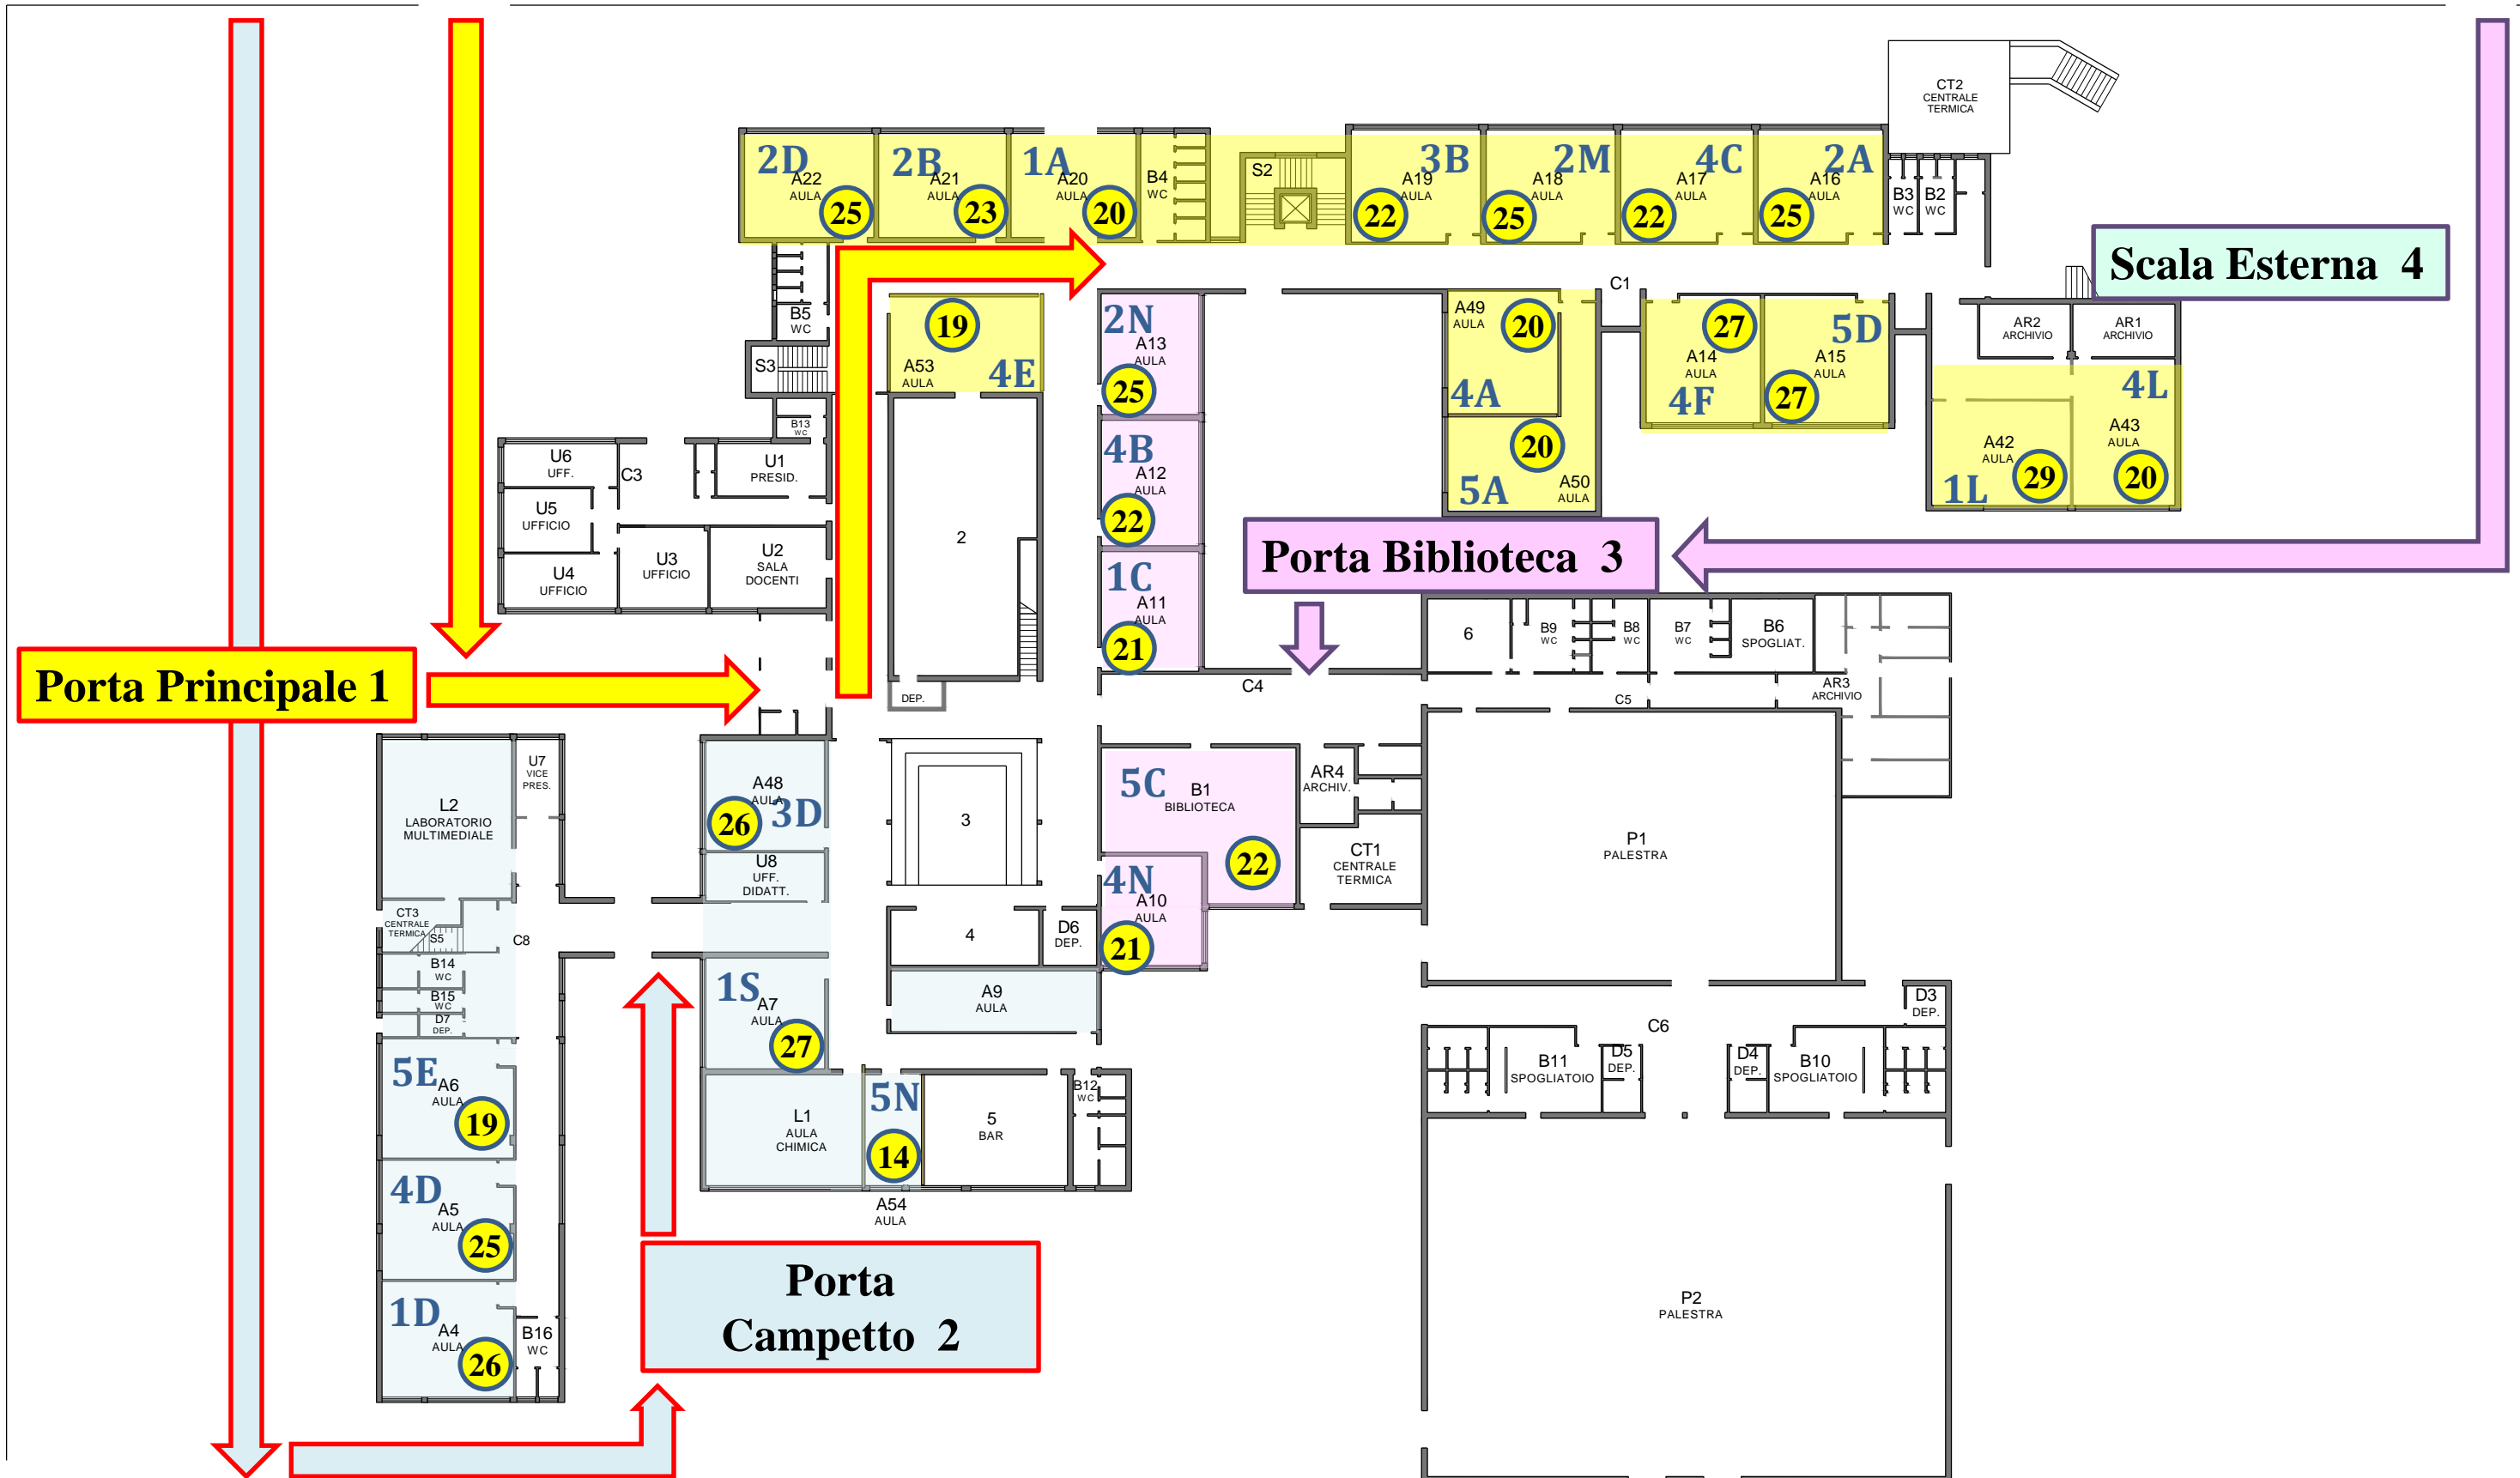 CT2
CENTRALE
TERMICA
2D
A22
AULA
25
2B
A21
AULA
23
1A
A20
AULA
20
B4
WC
S2
3B
A19
AULA
22
2M
A18
AULA
25
4C
A17
AULA
22
2A
A16
AULA
25
B3
WC
B2
WC
Scala Esterna 4
B5
WC
S3
B13
WC
19
A53
AULA
4E
2N
A13
AULA
25
4B
A12
AULA
22
1C
A11
AULA
21
A49
AULA
20
4A
20
5A
A50
AULA
C1
27
A14
AULA
4F
5D
A15
AULA
27
AR2
ARCHIVIO
AR1
ARCHIVIO
4L
A43
AULA
20
A42
AULA
29
1L
U6
UFF.
C3
U1
PRESID.
U5
UFFICIO
U4
UFFICIO
U3
UFFICIO
U2
SALA
DOCENTI
2
DEP.
Porta Biblioteca 3
Porta Principale 1
C4
6
B9
WC
B8
WC
B7
WC
B6
SPOGLIAT.
AR3
ARCHIVIO
C5
L2
LABORATORIO
MULTIMEDIALE
U7
VICE
PRES.
A48
AULA
3D
26
U8
UFF.
DIDATT.
3
5C
B1
BIBLIOTECA
22
AR4
ARCHIV.
CT1
CENTRALE
TERMICA
P1
PALESTRA
4N
A10
AULA
21
CT3
CENTRALE
TERMICA
S5
C8
B14
WC
B15
WC
D7
DEP.
4
D6
DEP.
1S
A7
AULA
27
A9
AULA
D3
DEP.
C6
B11
SPOGLIATOIO
D5
DEP.
D4
DEP.
B10
SPOGLIATOIO
5E
A6
AULA
19
L1
AULA
CHIMICA
5N
14
5
BAR
B12
WC
A54
AULA
4D
A5
AULA
25
1D
A4
AULA
26
B16
WC
Porta
Campetto 2
P2
PALESTRA